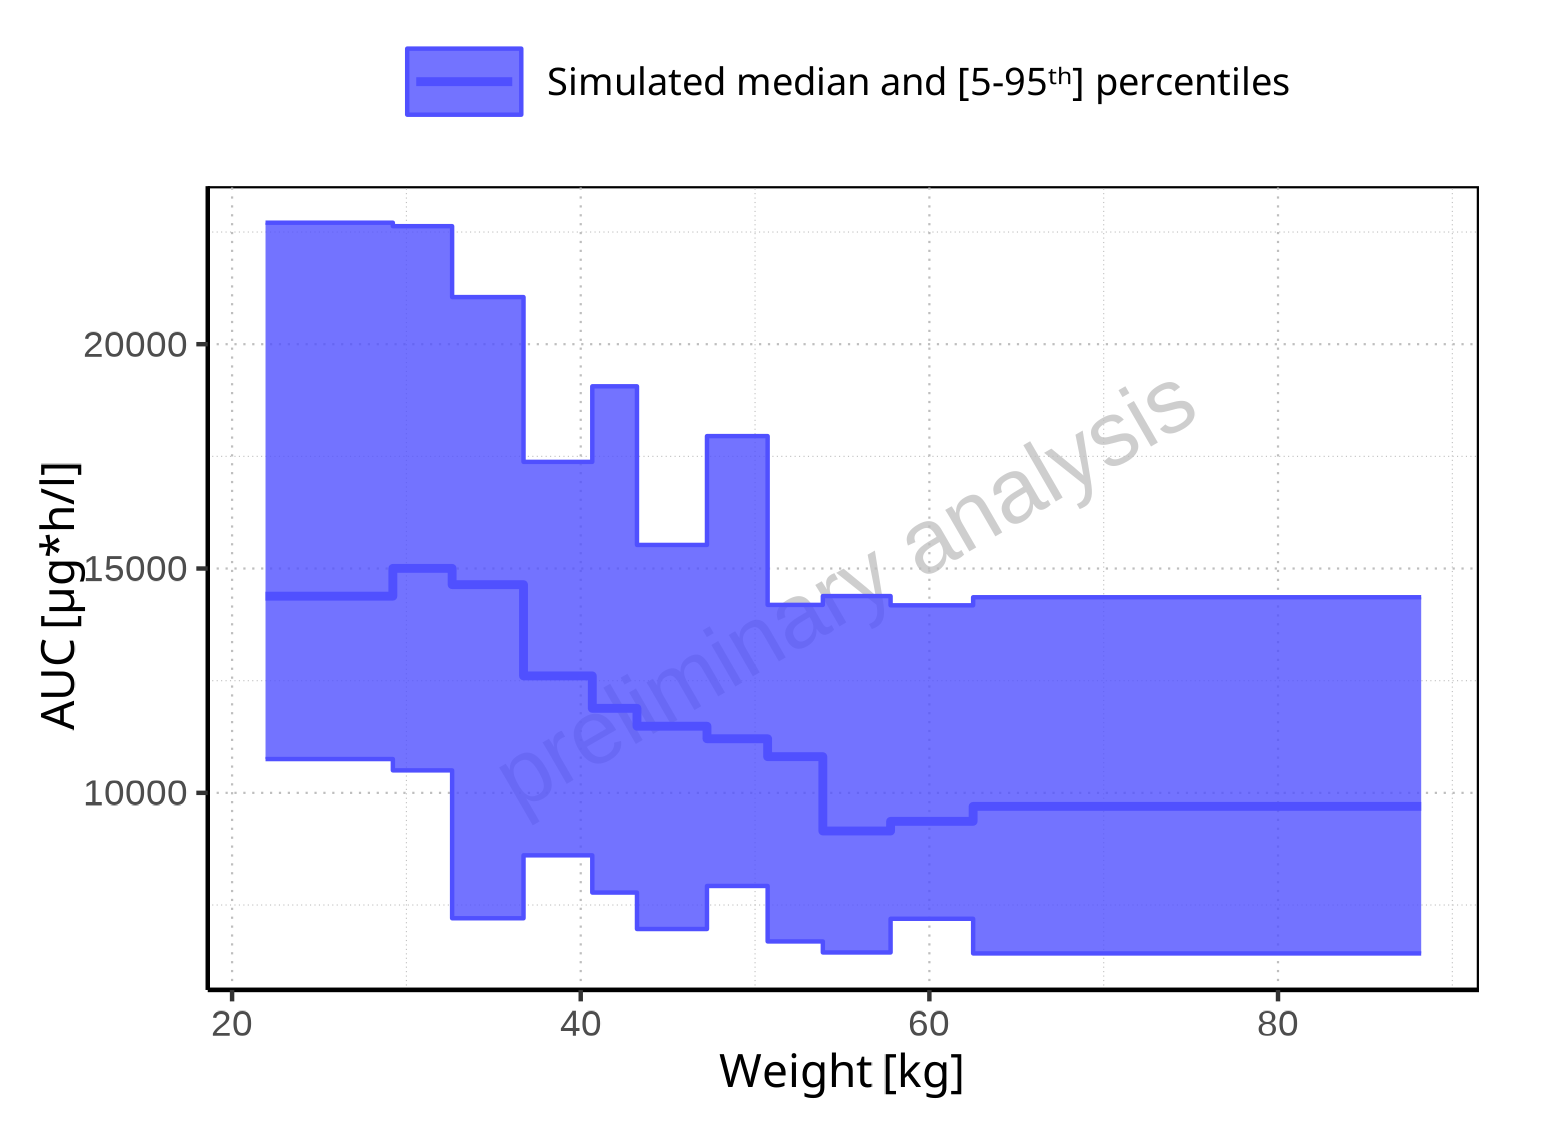 Simulated median and [5-95ᵗʰ] percentiles
AUC [µg*h/l]
20000
15000
10000
preliminary analysis
20 40 60 80
Weight [kg]